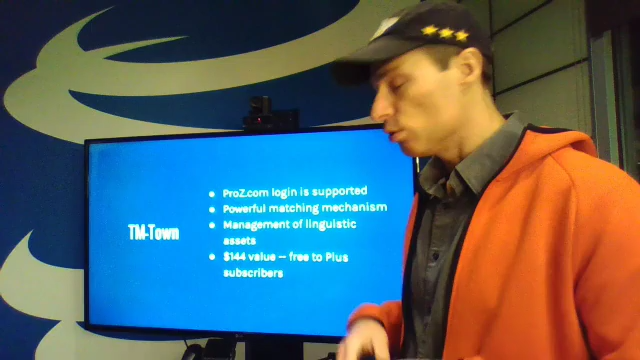 TM-Town
ProZ.com login is supported
Powerful matching mechanism
Management of linguistic
assets
$144 value – free to Plus
subscribers